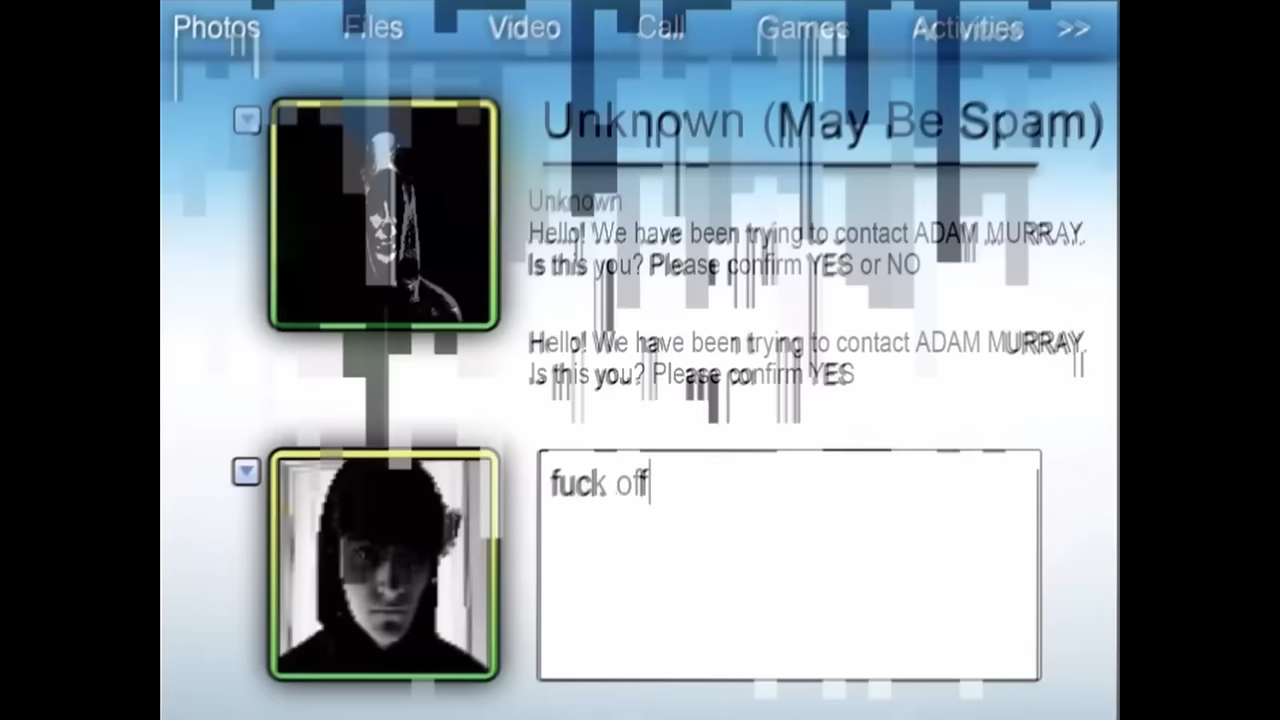 Photos Files Video Call Games Activities >>
Unknown (May Be Spam)
Unknown
Hello! We have been trying to contact ADAM MURRAY.
Is this you? Please confirm YES or NO
Hello! We have been trying to contact ADAM MURRAY.
Is this you? Please confirm YES
fuck off